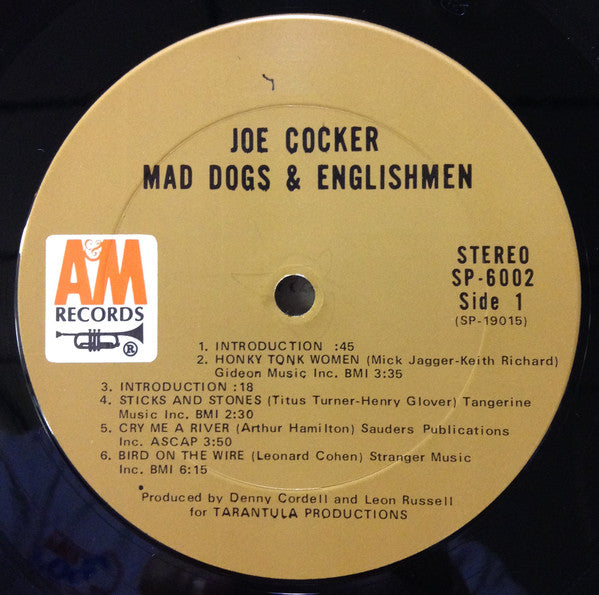 JOE COCKER
MAD DOGS & ENGLISHMEN
A&M
RECORDS
®
STEREO
SP-6002
Side 1
(SP-19015)
1. INTRODUCTION :45
2. HONKY TONK WOMEN (Mick Jagger-Keith Richard)
Gideon Music Inc. BMI 3:35
3. INTRODUCTION :18
4. STICKS AND STONES (Titus Turner-Henry Glover) Tangerine
Music Inc. BMI 2:30
5. CRY ME A RIVER (Arthur Hamilton) Sauders Publications
Inc. ASCAP 3:50
6. BIRD ON THE WIRE (Leonard Cohen) Stranger Music
Inc. BMI 6:15
Produced by Denny Cordell and Leon Russell
for TARANTULA PRODUCTIONS